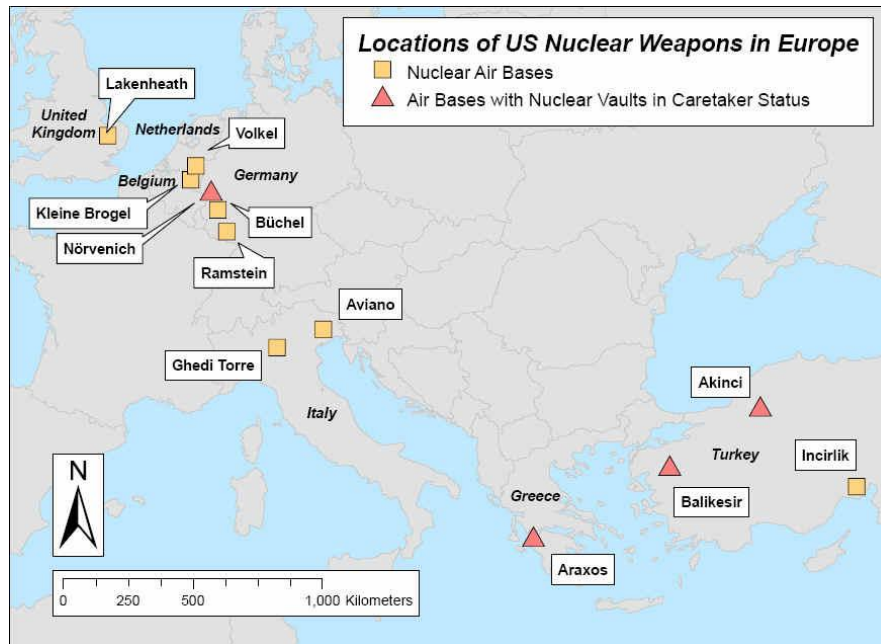 Locations of US Nuclear Weapons in Europe
Nuclear Air Bases
Air Bases with Nuclear Vaults in Caretaker Status
Lakenheath
United
Kingdom
Netherlands
Volkel
Belgium
Germany
Kleine Brogel
Büchel
Nörvenich
Ramstein
Aviano
Ghedi Torre
Italy
Akinci
Turkey
Incirlik
Balikesir
Greece
Araxos
N
0 250 500 1,000 Kilometers